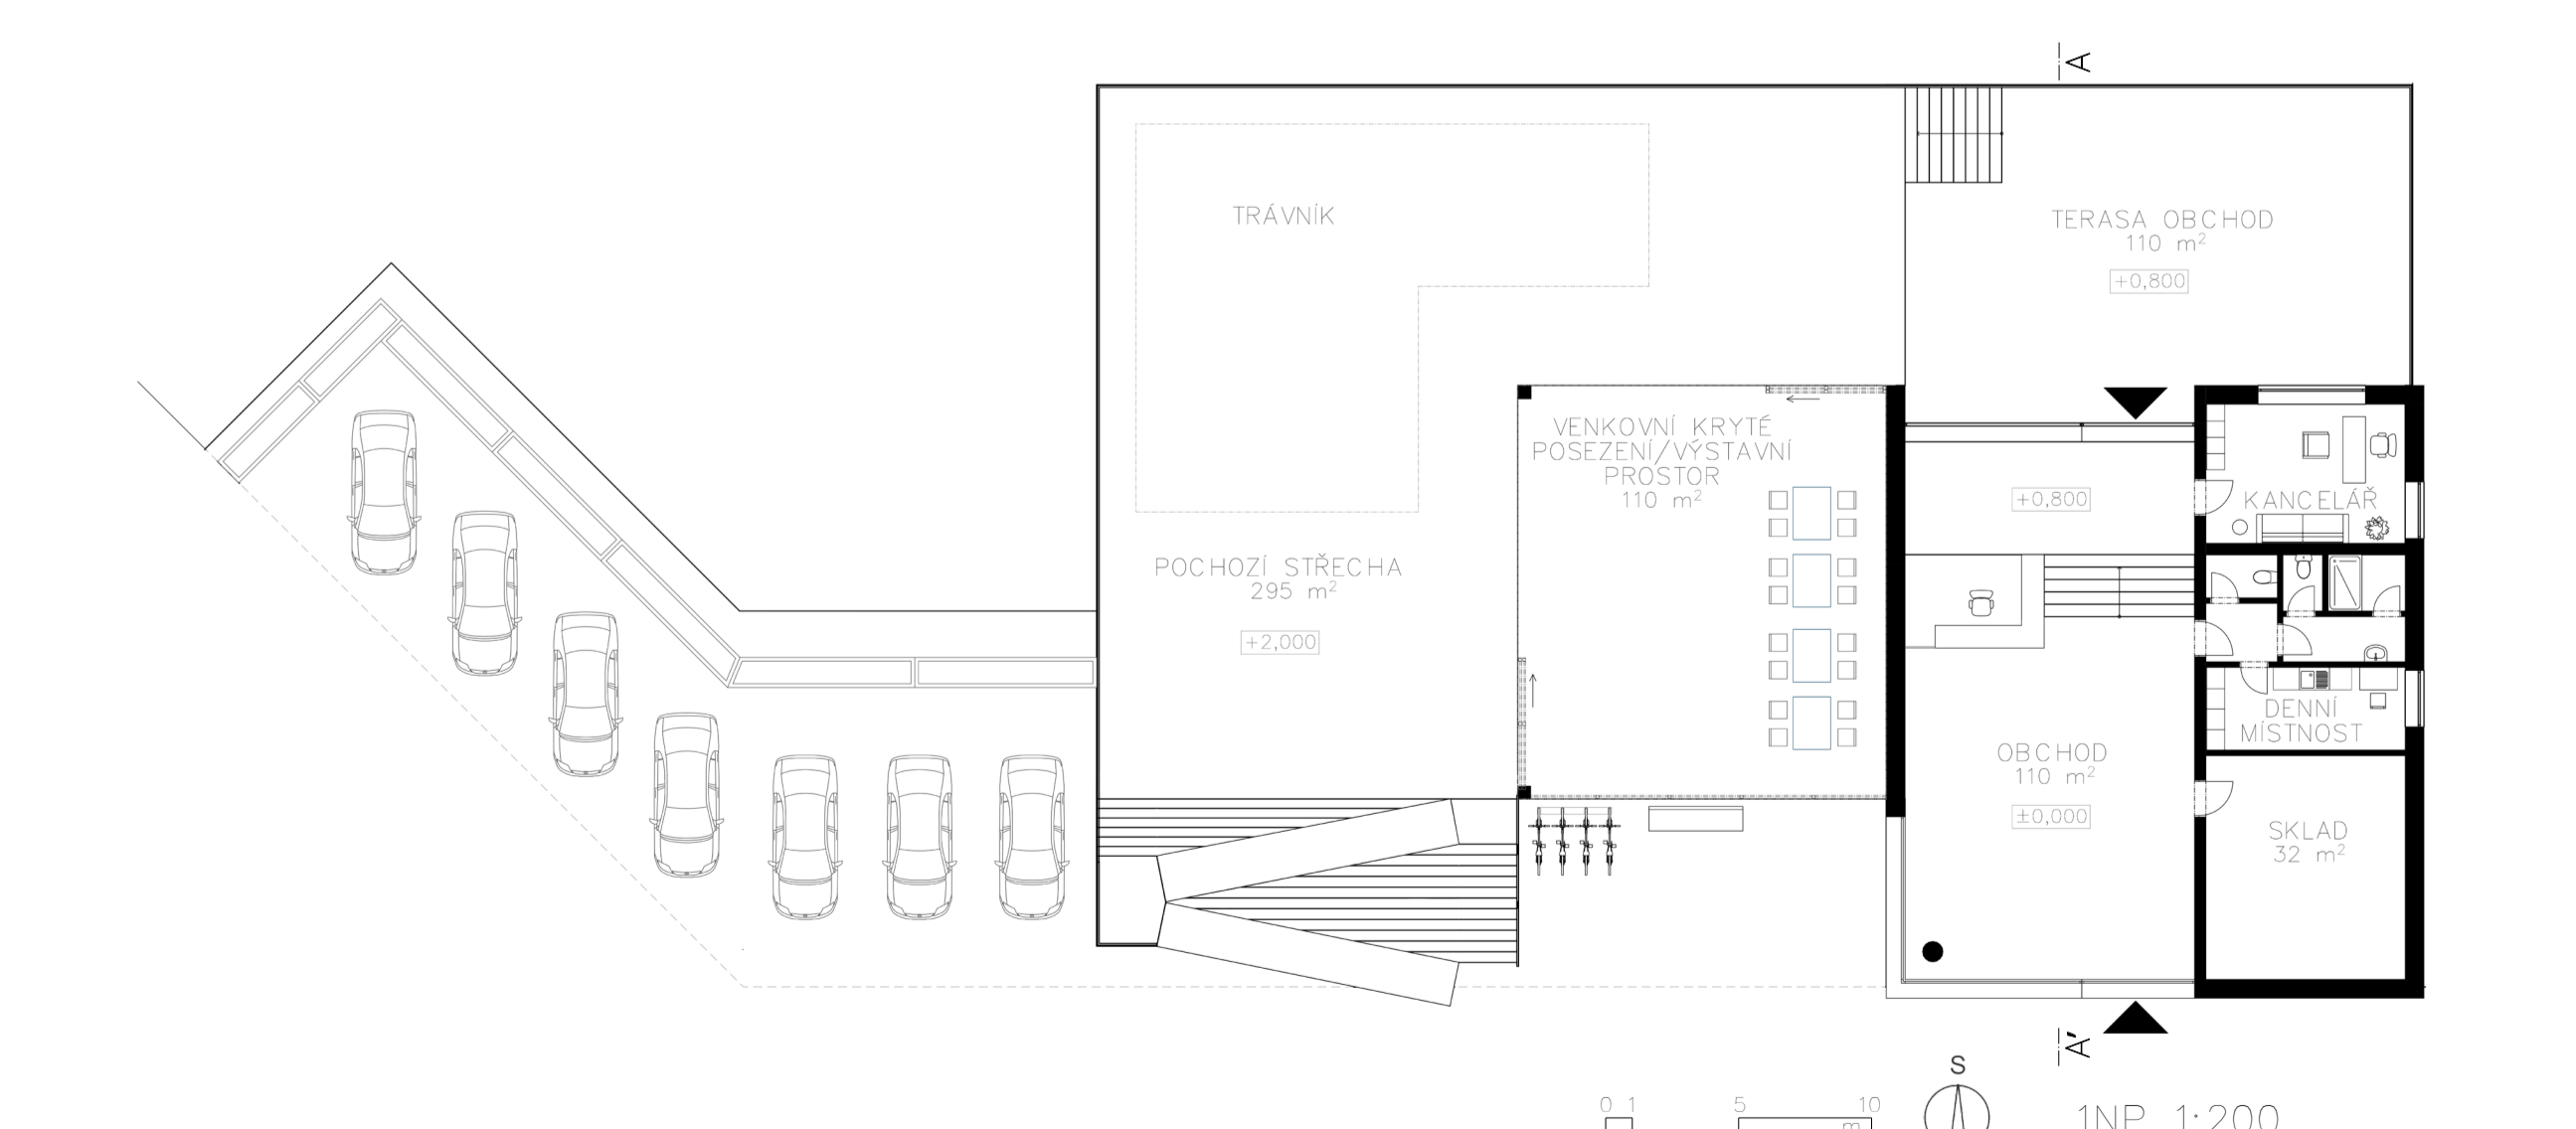 A
TRÁVNÍK
TERASA OBCHOD
110 m²
+0,800
VENKOVNÍ KRYTÉ
POSEZENÍ/VÝSTAVNÍ
PROSTOR
110 m²
+0,800
KANCELÁŘ
POCHOZÍ STŘECHA
295 m²
+2,000
DENNÍ
MÍSTNOST
OBCHOD
110 m²
±0,000
SKLAD
32 m²
A'
S
0 1 5 10
m
1NP 1:200